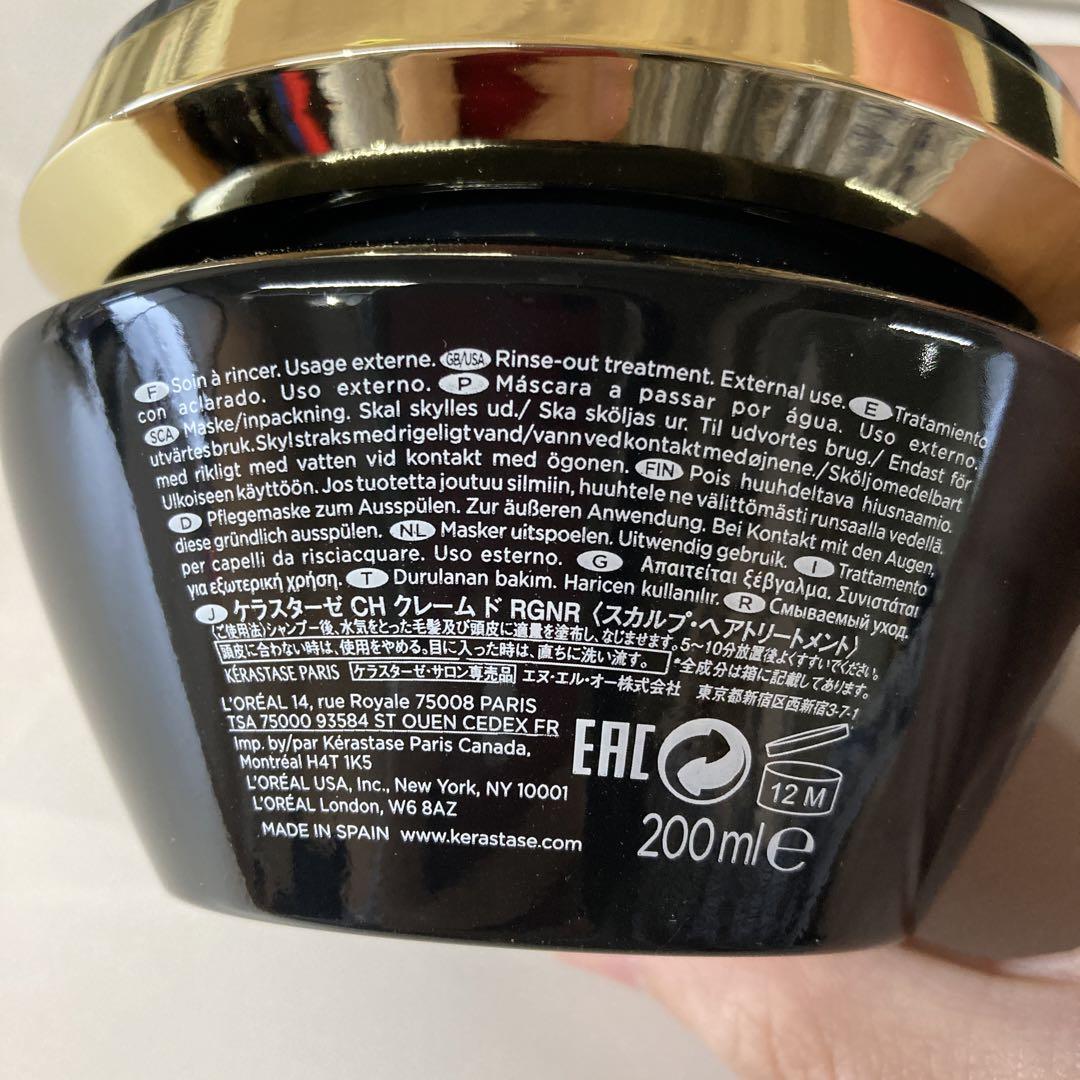 F Soin à rincer. Usage externe. GB/USA Rinse-out treatment. External use. E Tratamiento
con aclarado. Uso externo. P Máscara a passar por água. Uso externo.
SCA Maske/inpackning. Skal skylles ud./ Ska sköljas ur. Til udvortes brug./ Endast för
utvärtesbruk. Skyl straks med rigeligt vand/vann ved kontakt med øjnene./Skölj omedelbart
med rikligt med vatten vid kontakt med ögonen. FIN Pois huuhdeltava hiusnaamio.
Ulkoiseen käyttöön. Jos tuotetta joutuu silmiin, huuhtele ne välittömästi runsaalla vedellä.
D Pflegemaske zum Ausspülen. Zur äußeren Anwendung. Bei Kontakt mit den Augen
diese gründlich ausspülen. NL Masker uitspoelen. Uitwendig gebruik. I Trattamento
per capelli da risciacquare. Uso esterno. G Απαιτείται ξέβγαλμα. Συνιστάται
για εξωτερική χρήση. T Durulanan bakım. Haricen kullanılır. R Смываемый уход.
J ケラスターゼ CH クレーム ド RGNR 〈スカルプ・ヘアトリートメント〉
〈ご使用法〉シャンプー後、水気をとった毛髪及び頭皮に適量を塗布し、なじませます。5~10分放置後よくすすいでください。
頭皮に合わない時は、使用をやめる。目に入った時は、直ちに洗い流す。 *全成分は箱に記載してあります。
KÉRASTASE PARIS ケラスターゼ・サロン専売品 エヌ・エル・オー株式会社 東京都新宿区西新宿3-7-1
L'ORÉAL 14, rue Royale 75008 PARIS
TSA 75000 93584 ST OUEN CEDEX FR
Imp. by/par Kérastase Paris Canada,
Montréal H4T 1K5
L'ORÉAL USA, Inc., New York, NY 10001
L'ORÉAL London, W6 8AZ
MADE IN SPAIN www.kerastase.com
EAC
12 M
200 ml e